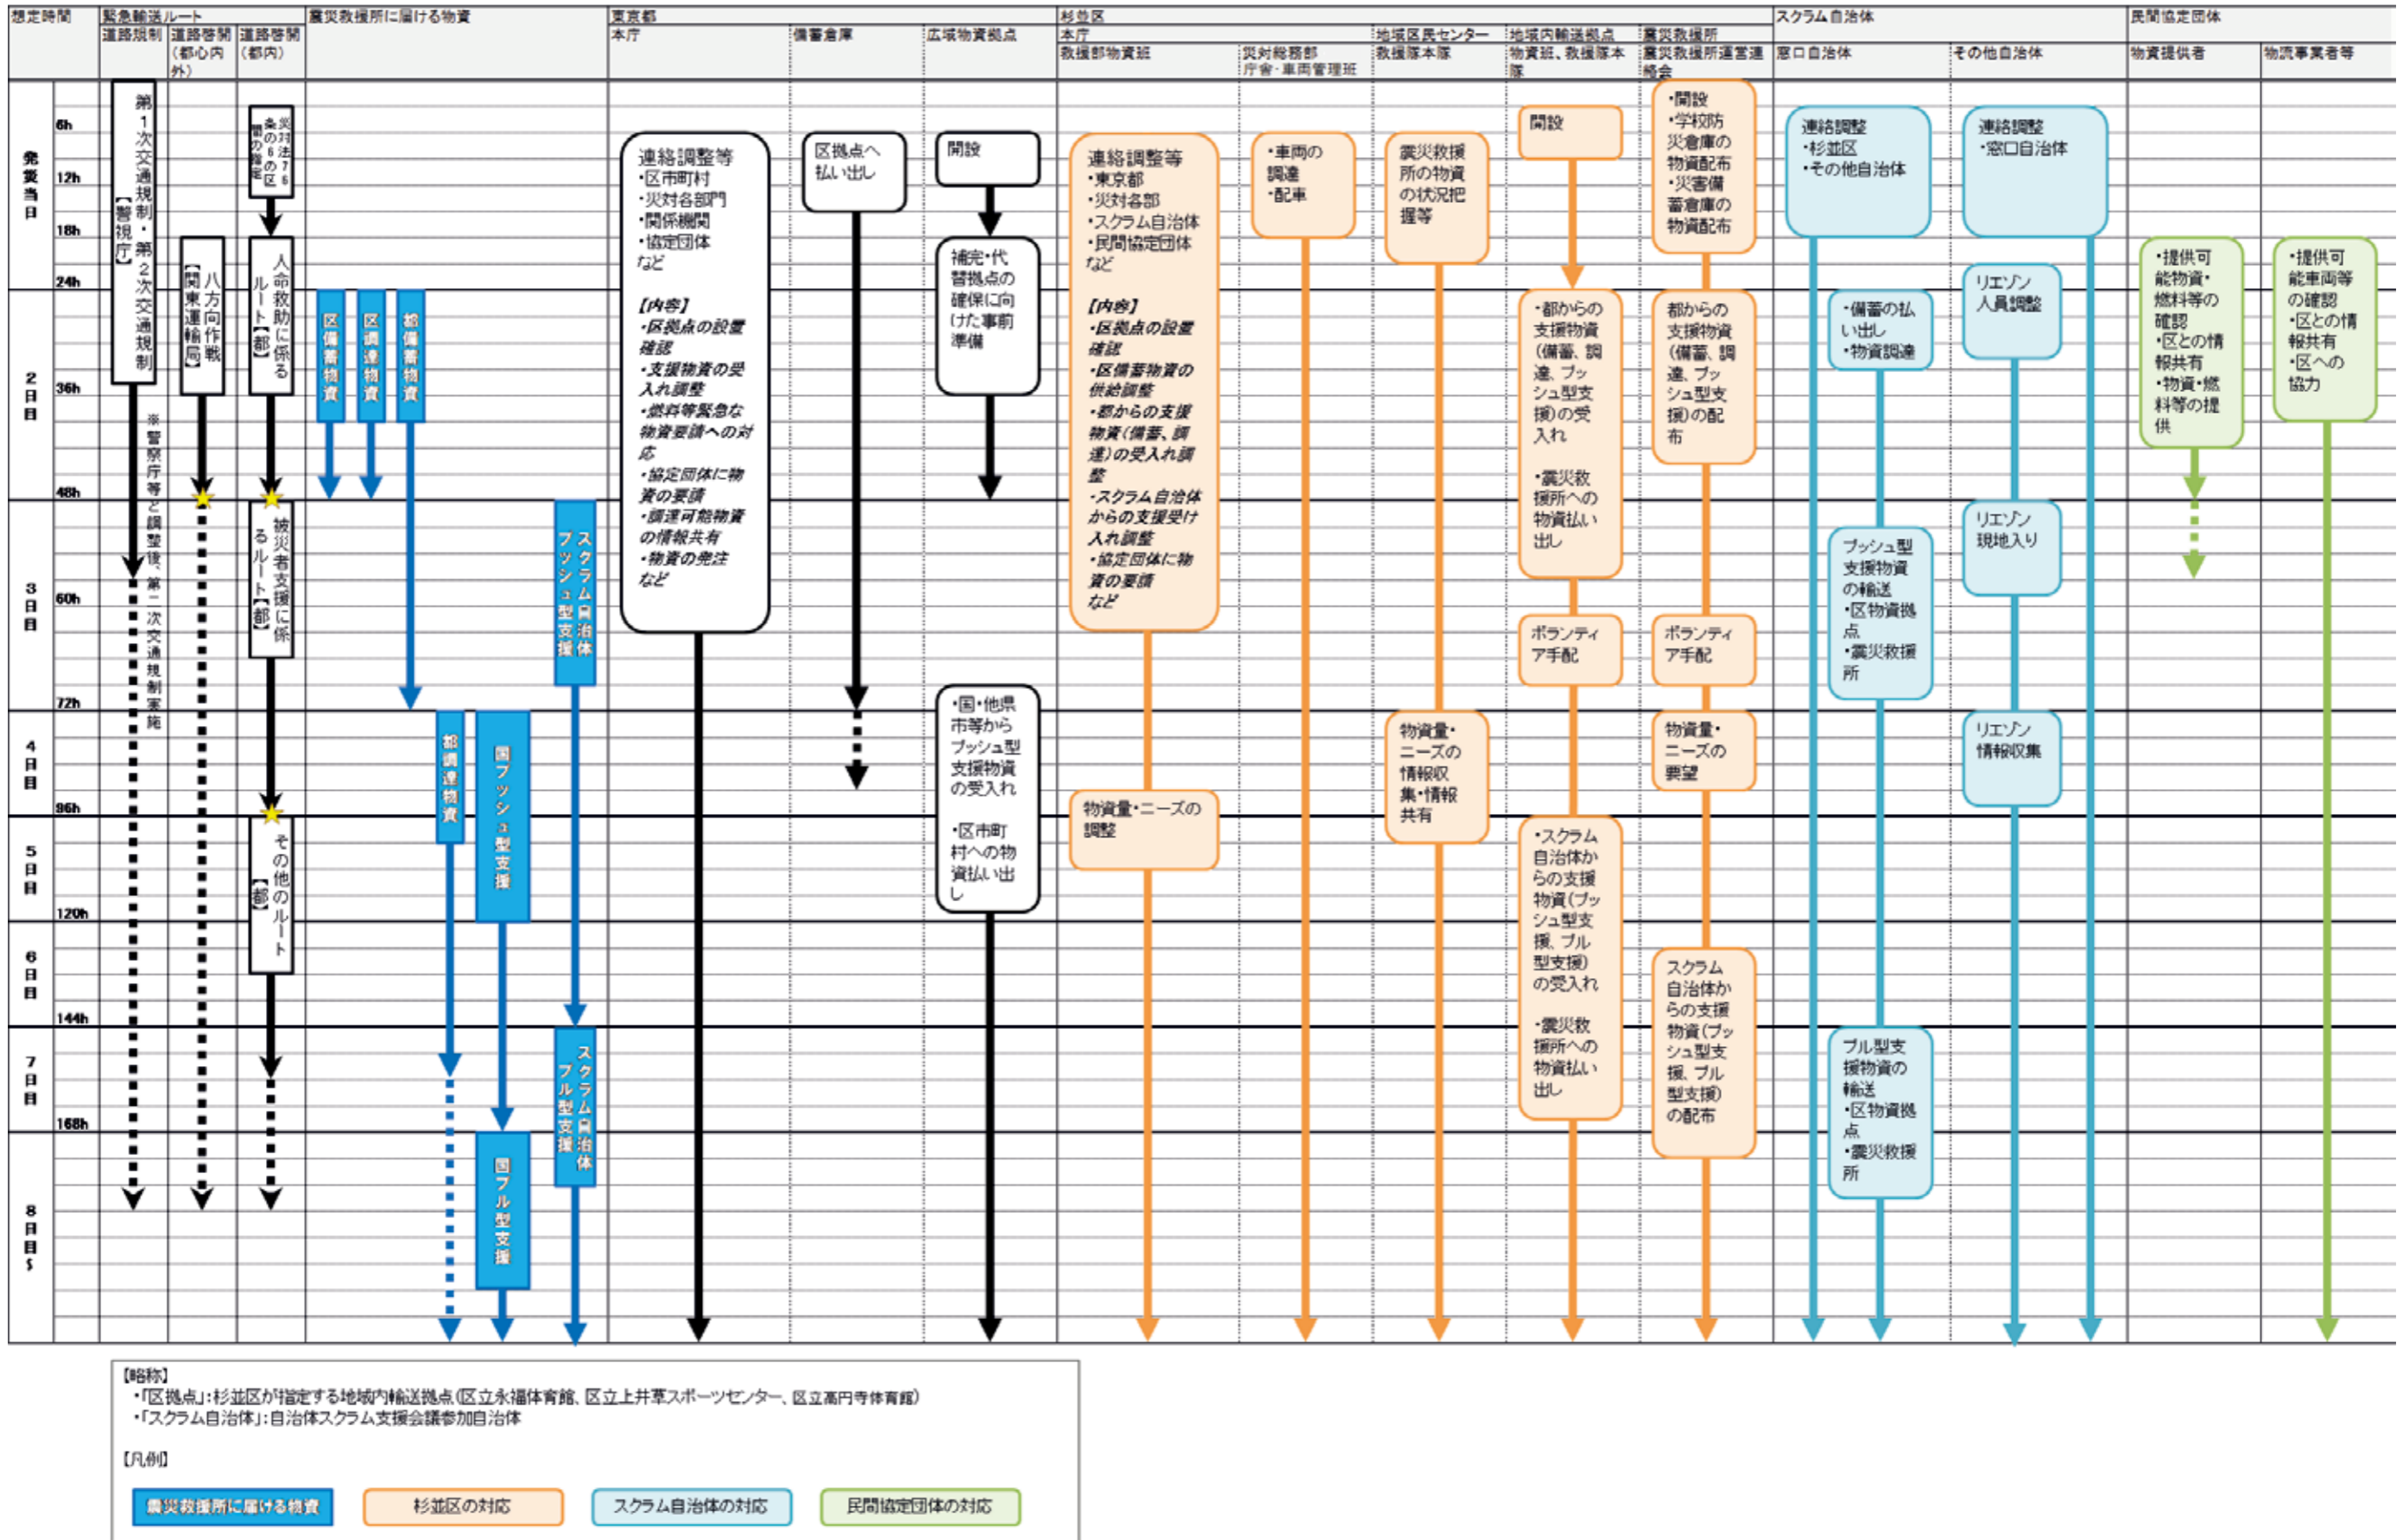 想定時間
緊急輸送ルート
震災救援所に届ける物資
東京都
杉並区
スクラム自治体
民間協定団体
道路規制
道路啓開
(都心内
外)
道路啓開
(都内)
本庁
備蓄倉庫
広域物資拠点
本庁
地域区民センター
地域内輸送拠点
震災救援所
救援部物資班
災対総務部
庁舎・車両管理班
救援隊本隊
物資班、救援隊本
隊
震災救援所運営連
絡会
窓口自治体
その他自治体
物資提供者
物流事業者等
発災当日
6h
12h
18h
24h
2日目
36h
48h
3日目
60h
72h
4日目
96h
5日目
120h
6日目
144h
7日目
168h
8日目~
第1次交通規制・第2次交通規制
【警視庁】
※警察庁等と調整後、第二次交通規制実施
八方向作戦
【関東運輸局】
災対法76
条の6の区
間の指定
人命救助に係る
ルート【都】
被災者支援に係
るルート【都】
その他のルート
【都】
区備蓄物資
区調達物資
都備蓄物資
スクラム自治体
プッシュ型支援
都調達物資
国プッシュ型支援
スクラム自治体
プル型支援
国プル型支援
連絡調整等
・区市町村
・災対各部門
・関係機関
・協定団体
など
【内容】
・区拠点の設置
確認
・支援物資の受
入れ調整
・燃料等緊急な
物資要請への対
応
・協定団体に物
資の要請
・調達可能物資
の情報共有
・物資の発注
など
区拠点へ
払い出し
開設
補完・代
替拠点の
確保に向
けた事前
準備
・国・他県
市等から
プッシュ型
支援物資
の受入れ
・区市町
村への物
資払い出
し
連絡調整等
・東京都
・災対各部
・スクラム自治体
・民間協定団体
など
【内容】
・区拠点の設置
確認
・区備蓄物資の
供給調整
・都からの支援
物資(備蓄、調
達)の受入れ調
整
・スクラム自治体
からの支援受け
入れ調整
・協定団体に物
資の要請
など
物資量・ニーズの
調整
・車両の
調達
・配車
震災救援
所の物資
の状況把
握等
物資量・
ニーズの
情報収
集・情報
共有
開設
・都からの
支援物資
(備蓄、調
達、プッ
シュ型支
援)の受
入れ
・震災救
援所への
物資払い
出し
ボランティ
ア手配
・スクラム
自治体か
らの支援
物資(プッ
シュ型支
援、プル
型支援)
の受入れ
・震災救
援所への
物資払い
出し
・開設
・学校防
災倉庫の
物資配布
・災害備
蓄倉庫の
物資配布
都からの
支援物資
(備蓄、調
達、プッ
シュ型支
援)の配
布
ボランティ
ア手配
物資量・
ニーズの
要望
スクラム
自治体か
らの支援
物資(プッ
シュ型支
援、プル
型支援)
の配布
連絡調整
・杉並区
・その他自治体
・備蓄の払
い出し
・物資調達
プッシュ型
支援物資
の輸送
・区物資拠
点
・震災救援
所
プル型支
援物資の
輸送
・区物資拠
点
・震災救援
所
連絡調整
・窓口自治体
リエゾン
人員調整
リエゾン
現地入り
リエゾン
情報収集
・提供可
能物資・
燃料等の
確認
・区との情
報共有
・物資・燃
料等の提
供
・提供可
能車両等
の確認
・区との情
報共有
・区への
協力
【略称】
・「区拠点」:杉並区が指定する地域内輸送拠点(区立永福体育館、区立上井草スポーツセンター、区立高円寺体育館)
・「スクラム自治体」:自治体スクラム支援会議参加自治体
【凡例】
震災救援所に届ける物資
杉並区の対応
スクラム自治体の対応
民間協定団体の対応